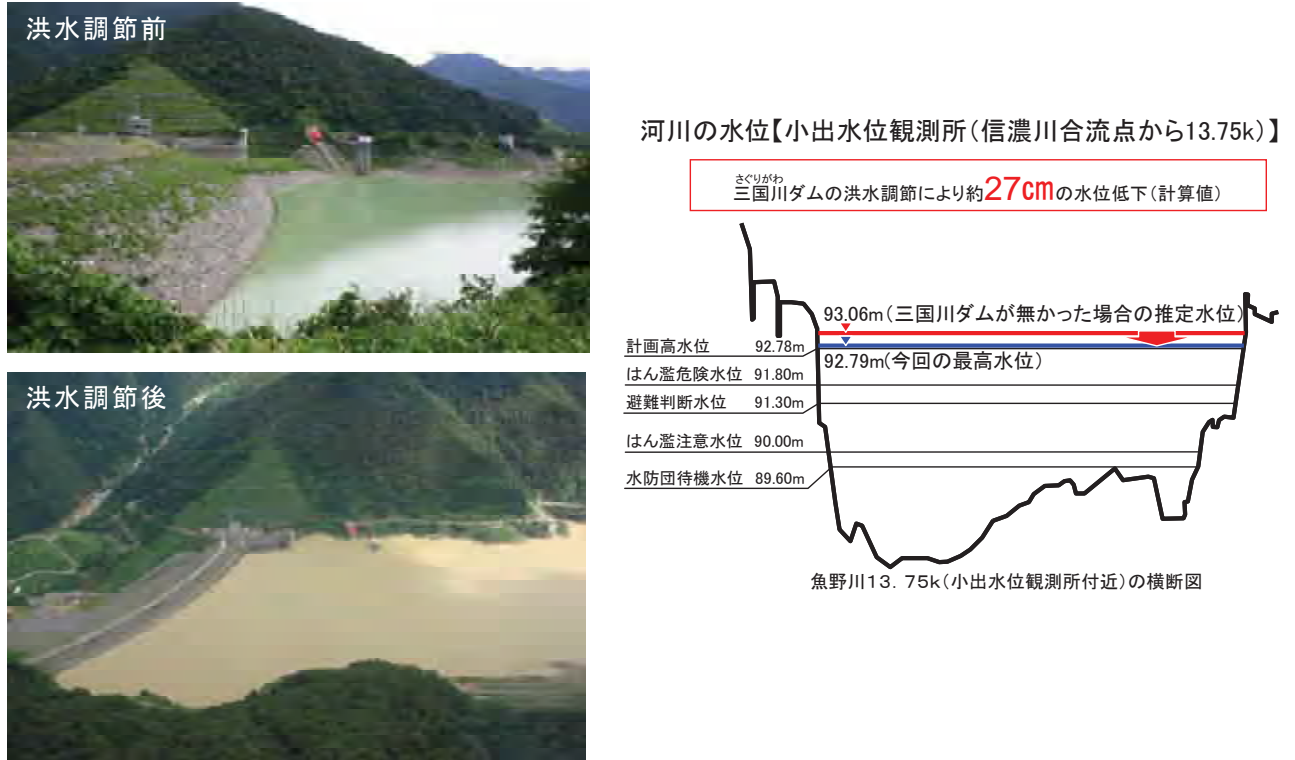 洪水調節前
洪水調節後
河川の水位【小出水位観測所(信濃川合流点から13.75k)】
さぐりがわ
三国川ダムの洪水調節により約27cmの水位低下(計算値)
93.06m(三国川ダムが無かった場合の推定水位)
計画高水位 92.78m
92.79m(今回の最高水位)
はん濫危険水位 91.80m
避難判断水位 91.30m
はん濫注意水位 90.00m
水防団待機水位 89.60m
魚野川13.75k(小出水位観測所付近)の横断図